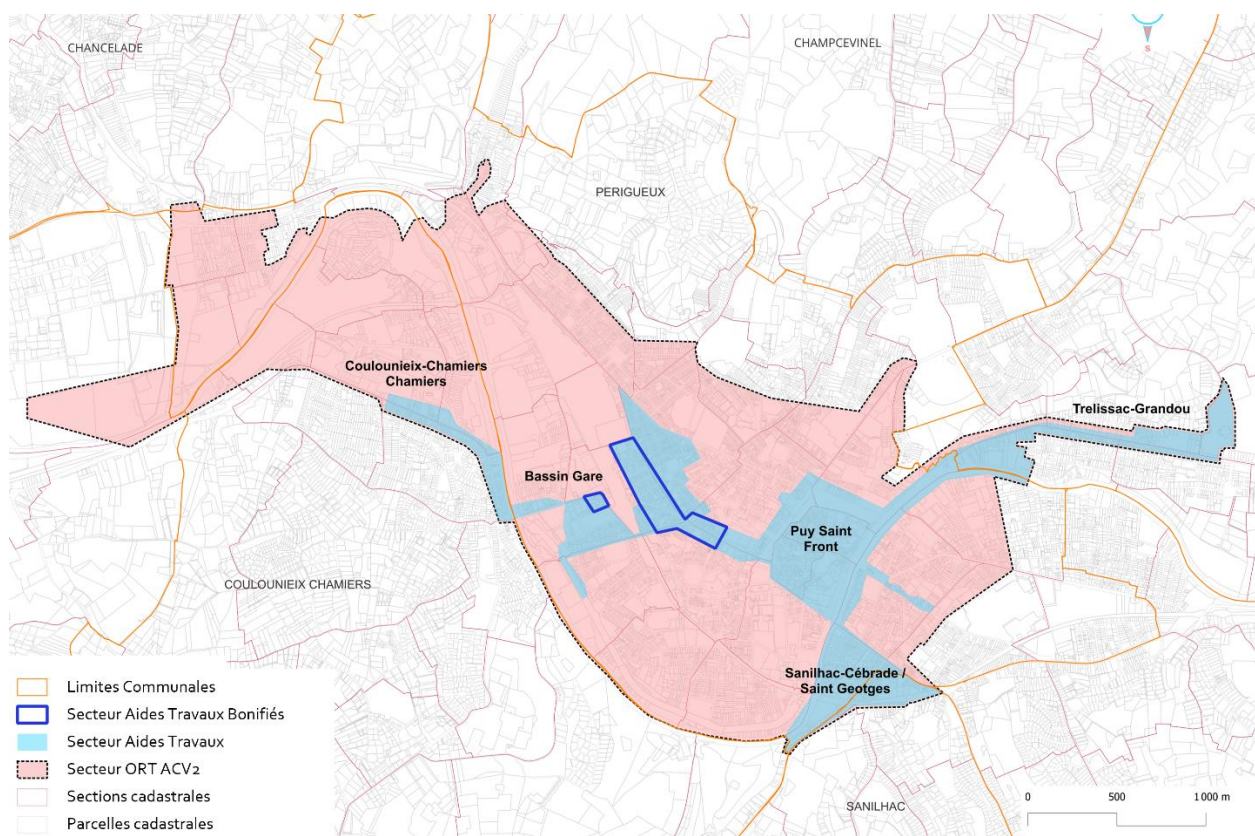 CHANCELADE
CHAMPCEVINEL
S
PERIGUEUX
Coulounieix-Chamiers
Chamiers
Trelissac-Grandou
Bassin Gare
Puy Saint
Front
COULOUNIEIX CHAMIERS
Sanilhac-Cébrade /
Saint Geotges
SANILHAC
Limites Communales
Secteur Aides Travaux Bonifiés
Secteur Aides Travaux
Secteur ORT ACV2
Sections cadastrales
Parcelles cadastrales
0 500 1 000 m